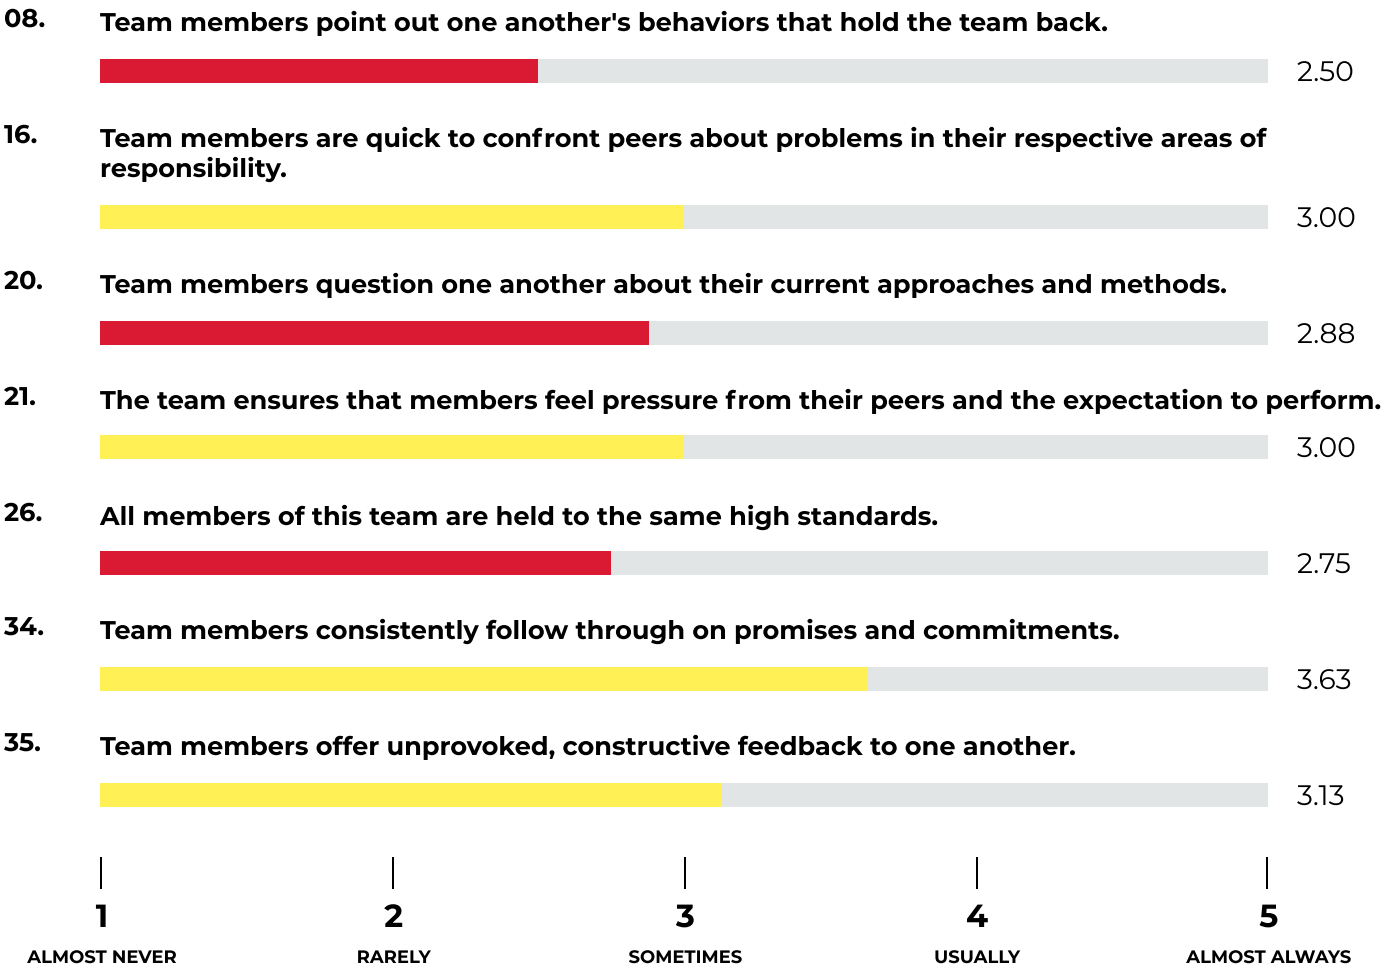 08. Team members point out one another's behaviors that hold the team back.
2.50
16. Team members are quick to confront peers about problems in their respective areas of
responsibility.
3.00
20. Team members question one another about their current approaches and methods.
2.88
21. The team ensures that members feel pressure from their peers and the expectation to perform.
3.00
26. All members of this team are held to the same high standards.
2.75
34. Team members consistently follow through on promises and commitments.
3.63
35. Team members offer unprovoked, constructive feedback to one another.
3.13
1 2 3 4 5
ALMOST NEVER RARELY SOMETIMES USUALLY ALMOST ALWAYS